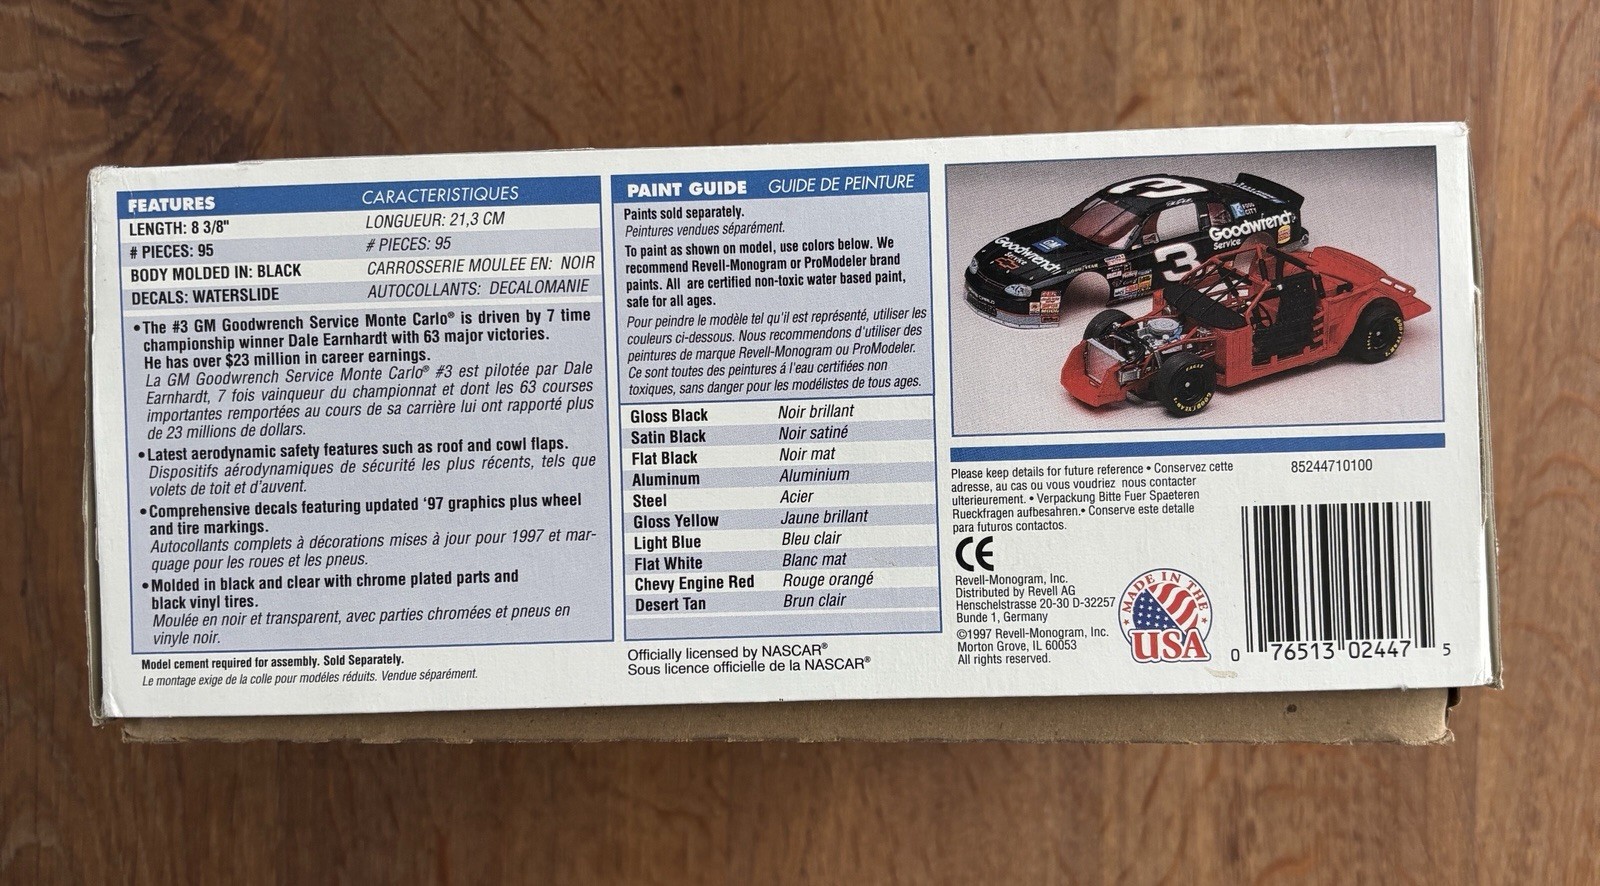 FEATURES CARACTERISTIQUES
LENGTH: 8 3/8" LONGUEUR: 21,3 CM
# PIECES: 95 # PIECES: 95
BODY MOLDED IN: BLACK CARROSSERIE MOULEE EN: NOIR
DECALS: WATERSLIDE AUTOCOLLANTS: DECALOMANIE
•The #3 GM Goodwrench Service Monte Carlo® is driven by 7 time
championship winner Dale Earnhardt with 63 major victories.
He has over $23 million in career earnings.
La GM Goodwrench Service Monte Carlo® #3 est pilotée par Dale
Earnhardt, 7 fois vainqueur du championnat et dont les 63 courses
importantes remportées au cours de sa carrière lui ont rapporté plus
de 23 millions de dollars.
•Latest aerodynamic safety features such as roof and cowl flaps.
Dispositifs aérodynamiques de sécurité les plus récents, tels que
volets de toit et d'auvent.
•Comprehensive decals featuring updated '97 graphics plus wheel
and tire markings.
Autocollants complets à décorations mises à jour pour 1997 et mar-
quage pour les roues et les pneus.
•Molded in black and clear with chrome plated parts and
black vinyl tires.
Moulée en noir et transparent, avec parties chromées et pneus en
vinyle noir.
Model cement required for assembly. Sold Separately.
Le montage exige de la colle pour modéles réduits. Vendue séparément.
PAINT GUIDE GUIDE DE PEINTURE
Paints sold separately.
Peintures vendues séparément.
To paint as shown on model, use colors below. We
recommend Revell-Monogram or ProModeler brand
paints. All are certified non-toxic water based paint,
safe for all ages.
Pour peindre le modèle tel qu'il est représenté, utiliser les
couleurs ci-dessous. Nous recommendons d'utiliser des
peintures de marque Revell-Monogram ou ProModeler.
Ce sont toutes des peintures á l'eau certifiées non
toxiques, sans danger pour les modélistes de tous ages.
Gloss Black Noir brillant
Satin Black Noir satiné
Flat Black Noir mat
Aluminum Aluminium
Steel Acier
Gloss Yellow Jaune brillant
Light Blue Bleu clair
Flat White Blanc mat
Chevy Engine Red Rouge orangé
Desert Tan Brun clair
Officially licensed by NASCAR®
Sous licence officielle de la NASCAR®
3
Goodwrench
Service
GM
Goodwrench
Service
3
FOOD
CITY
GOODYEAR
EAGLE
GOODYEAR
Please keep details for future reference • Conservez cette
adresse, au cas ou vous voudriez nous contacter
ulterieurement. • Verpackung Bitte Fuer Spaeteren
Rueckfragen aufbesahren.• Conserve este detalle
para futuros contactos.
CE
Revell-Monogram, Inc.
Distributed by Revell AG
Henschelstrasse 20-30 D-32257
Bunde 1, Germany
©1997 Revell-Monogram, Inc.
Morton Grove, IL 60053
All rights reserved.
MADE IN THE
USA
85244710100
0 76513 02447 5